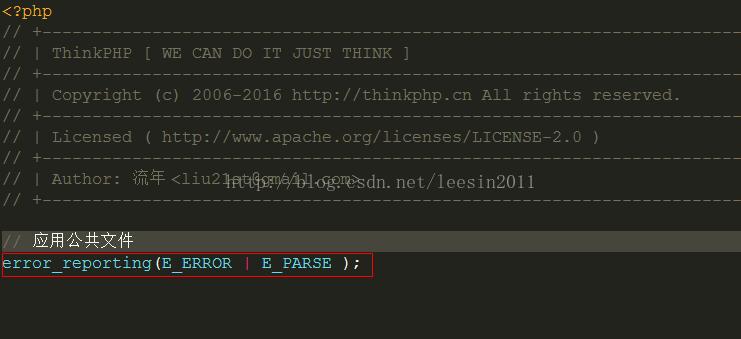 <?php
// +----------------------------------------------------------------------
// | ThinkPHP [ WE CAN DO IT JUST THINK ]
// +----------------------------------------------------------------------
// | Copyright (c) 2006-2016 http://thinkphp.cn All rights reserved.
// +----------------------------------------------------------------------
// | Licensed ( http://www.apache.org/licenses/LICENSE-2.0 )
// +----------------------------------------------------------------------
// | Author: 流年 <liu21st@gmail.com>
http://blog.csdn.net/leesin2011
// +----------------------------------------------------------------------
// 应用公共文件
error_reporting(E_ERROR | E_PARSE );